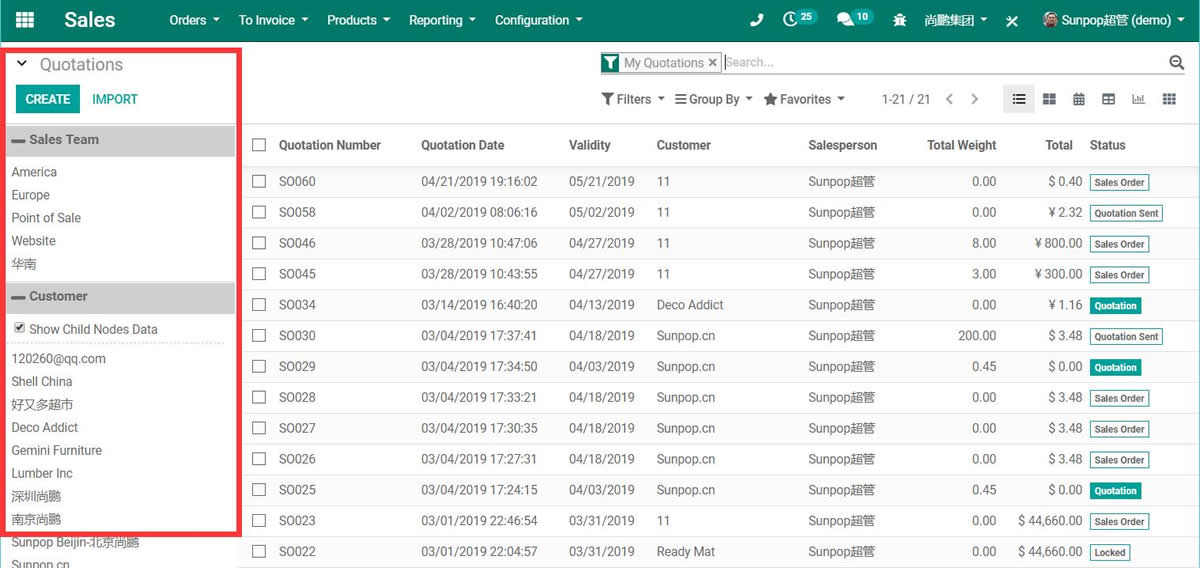 Sales Orders To Invoice Products Reporting Configuration 25 10 尚鹏集团 Sunpop超管 (demo)
Quotations
CREATE IMPORT
Sales Team
America
Europe
Point of Sale
Website
华南
Customer
Show Child Nodes Data
120260@qq.com
Shell China
好又多超市
Deco Addict
Gemini Furniture
Lumber Inc
深圳尚鹏
南京尚鹏
Sunpop Beijin-北京尚鹏
Sunpop.cn
My Quotations × Search...
Filters Group By Favorites 1-21 / 21
Quotation Number Quotation Date Validity Customer Salesperson Total Weight Total Status
SO060 04/21/2019 19:16:02 05/21/2019 11 Sunpop超管 0.00 $ 0.40 Sales Order
SO058 04/02/2019 08:06:16 05/02/2019 11 Sunpop超管 0.00 ¥ 2.32 Quotation Sent
SO046 03/28/2019 10:47:06 04/27/2019 11 Sunpop超管 8.00 ¥ 800.00 Sales Order
SO045 03/28/2019 10:43:55 04/27/2019 11 Sunpop超管 3.00 ¥ 300.00 Sales Order
SO034 03/14/2019 16:40:20 04/13/2019 Deco Addict Sunpop超管 0.00 ¥ 1.16 Quotation
SO030 03/04/2019 17:37:41 04/18/2019 Sunpop.cn Sunpop超管 200.00 $ 3.48 Quotation Sent
SO029 03/04/2019 17:34:50 04/03/2019 Sunpop.cn Sunpop超管 0.45 $ 0.00 Quotation
SO028 03/04/2019 17:33:21 04/18/2019 Sunpop.cn Sunpop超管 0.00 $ 3.48 Sales Order
SO027 03/04/2019 17:30:35 04/18/2019 Sunpop.cn Sunpop超管 0.00 $ 3.48 Sales Order
SO026 03/04/2019 17:27:31 04/18/2019 Sunpop.cn Sunpop超管 0.00 $ 3.48 Sales Order
SO025 03/04/2019 17:24:15 04/03/2019 Sunpop.cn Sunpop超管 0.45 $ 0.00 Quotation
SO023 03/01/2019 22:46:54 03/31/2019 11 Sunpop超管 0.00 $ 44,660.00 Sales Order
SO022 03/01/2019 22:04:57 03/31/2019 Ready Mat Sunpop超管 0.00 $ 44,660.00 Locked